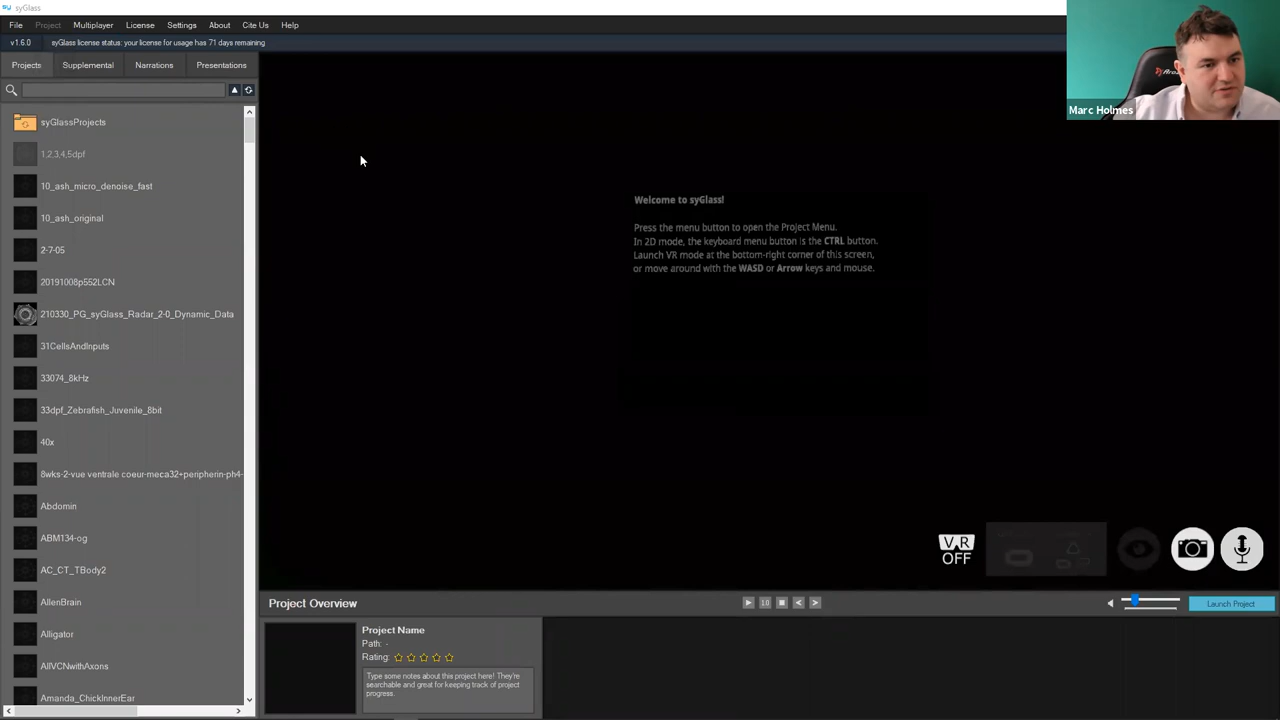 syGlass
File Project Multiplayer License Settings About Cite Us Help
v1.6.0 syGlass license status: your license for usage has 71 days remaining
Projects Supplemental Narrations Presentations
syGlassProjects
1,2,3,4,5dpf
10_ash_micro_denoise_fast
10_ash_original
2-7-05
20191008p552LCN
210330_PG_syGlass_Radar_2-0_Dynamic_Data
31CellsAndInputs
33074_8kHz
33dpf_Zebrafish_Juvenile_8bit
40x
8wks-2-vue ventrale coeur-meca32+peripherin-ph4-
Abdomin
ABM134-og
AC_CT_TBody2
AllenBrain
Alligator
AllVCNwithAxons
Amanda_ChickInnerEar
Welcome to syGlass!
Press the menu button to open the Project Menu.
In 2D mode, the keyboard menu button is the CTRL button.
Launch VR mode at the bottom-right corner of this screen,
or move around with the WASD or Arrow keys and mouse.
Marc Holmes
VR
OFF
Project Overview
10
Launch Project
Project Name
Path: -
Rating:
Type some notes about this project here! They're
searchable and great for keeping track of project
progress.